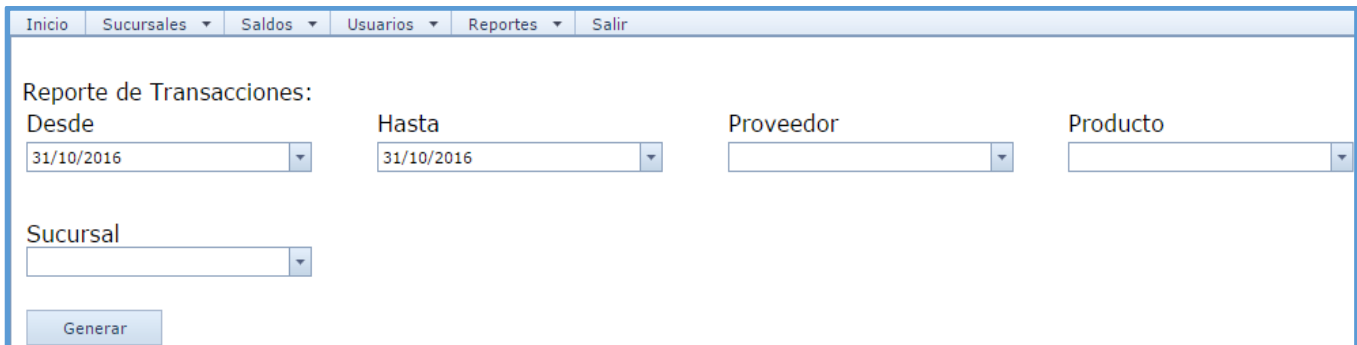 Inicio Sucursales Saldos Usuarios Reportes Salir
Reporte de Transacciones:
Desde Hasta Proveedor Producto
31/10/2016 31/10/2016
Sucursal
Generar